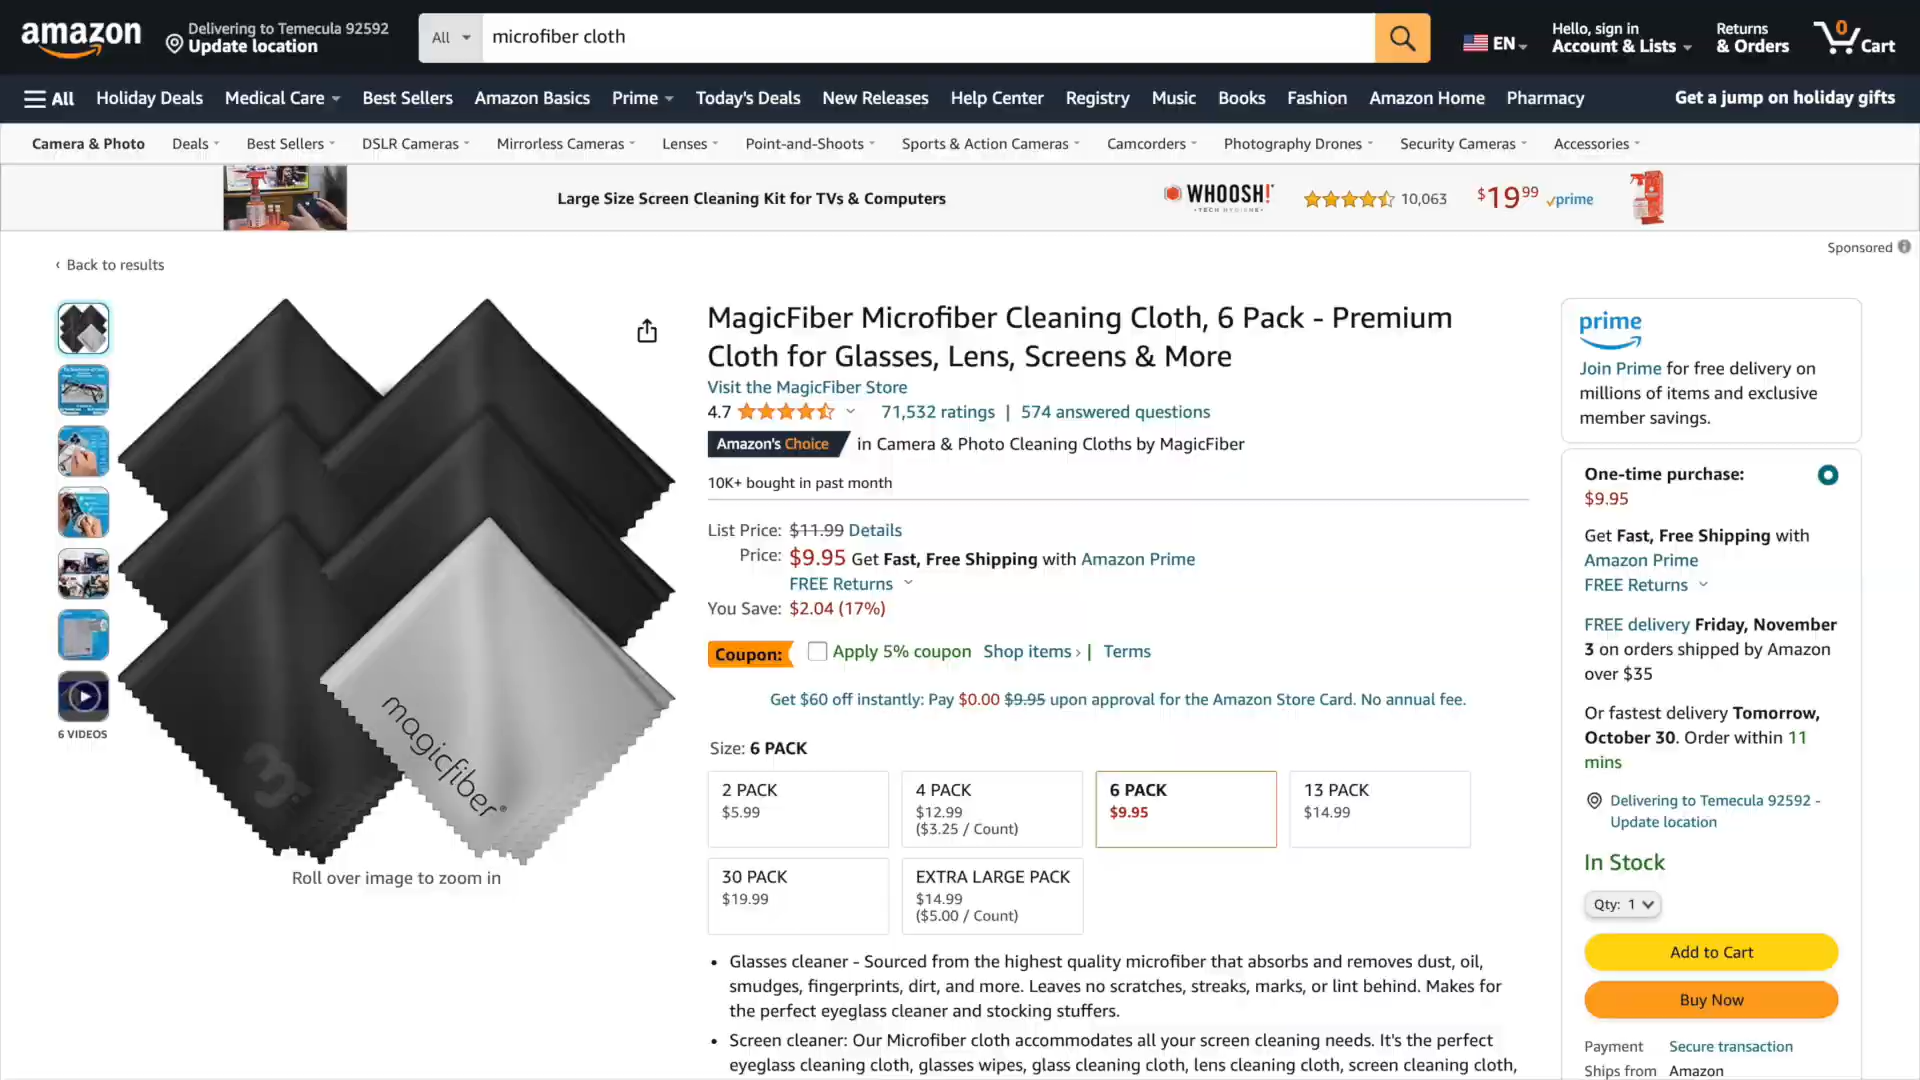 amazon
Delivering to Temecula 92592
Update location
All
microfiber cloth
EN
Hello, sign in
Account & Lists
Returns
& Orders
0
Cart
All
Holiday Deals
Medical Care
Best Sellers
Amazon Basics
Prime
Today's Deals
New Releases
Help Center
Registry
Music
Books
Fashion
Amazon Home
Pharmacy
Get a jump on holiday gifts
Camera & Photo
Deals
Best Sellers
DSLR Cameras
Mirrorless Cameras
Lenses
Point-and-Shoots
Sports & Action Cameras
Camcorders
Photography Drones
Security Cameras
Accessories
Large Size Screen Cleaning Kit for TVs & Computers
WHOOSH!
TECH HYGIENE
10,063
$19 99
prime
Sponsored
‹ Back to results
6 VIDEOS
magicfiber®
Roll over image to zoom in
MagicFiber Microfiber Cleaning Cloth, 6 Pack - Premium
Cloth for Glasses, Lens, Screens & More
Visit the MagicFiber Store
4.7
71,532 ratings | 574 answered questions
Amazon's Choice in Camera & Photo Cleaning Cloths by MagicFiber
10K+ bought in past month
List Price: $11.99 Details
Price: $9.95 Get Fast, Free Shipping with Amazon Prime
FREE Returns
You Save: $2.04 (17%)
Coupon: Apply 5% coupon Shop items › | Terms
Get $60 off instantly: Pay $0.00 $9.95 upon approval for the Amazon Store Card. No annual fee.
Size: 6 PACK
2 PACK
$5.99
4 PACK
$12.99
($3.25 / Count)
6 PACK
$9.95
13 PACK
$14.99
30 PACK
$19.99
EXTRA LARGE PACK
$14.99
($5.00 / Count)
• Glasses cleaner - Sourced from the highest quality microfiber that absorbs and removes dust, oil,
smudges, fingerprints, dirt, and more. Leaves no scratches, streaks, marks, or lint behind. Makes for
the perfect eyeglass cleaner and stocking stuffers.
• Screen cleaner: Our Microfiber cloth accommodates all your screen cleaning needs. It's the perfect
eyeglass cleaning cloth, glasses wipes, glass cleaning cloth, lens cleaning cloth, screen cleaning cloth,
prime
Join Prime for free delivery on
millions of items and exclusive
member savings.
One-time purchase:
$9.95
Get Fast, Free Shipping with
Amazon Prime
FREE Returns
FREE delivery Friday, November
3 on orders shipped by Amazon
over $35
Or fastest delivery Tomorrow,
October 30. Order within 11
mins
Delivering to Temecula 92592 -
Update location
In Stock
Qty: 1
Add to Cart
Buy Now
Payment Secure transaction
Ships from Amazon